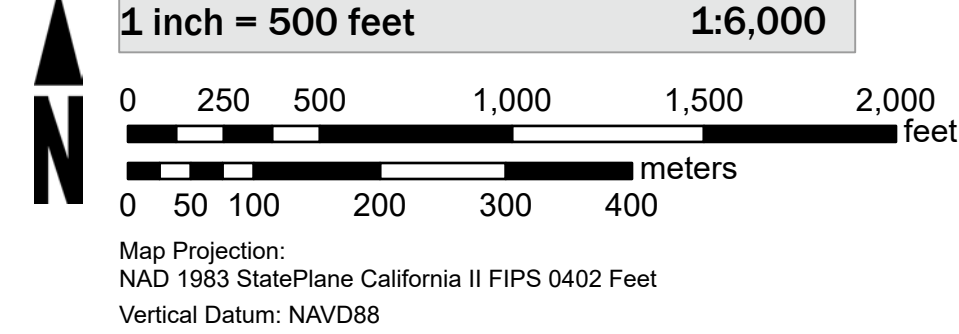 1 inch = 500 feet 1:6,000
0 250 500 1,000 1,500 2,000
feet
meters
0 50 100 200 300 400
N
Map Projection:
NAD 1983 StatePlane California II FIPS 0402 Feet
Vertical Datum: NAVD88